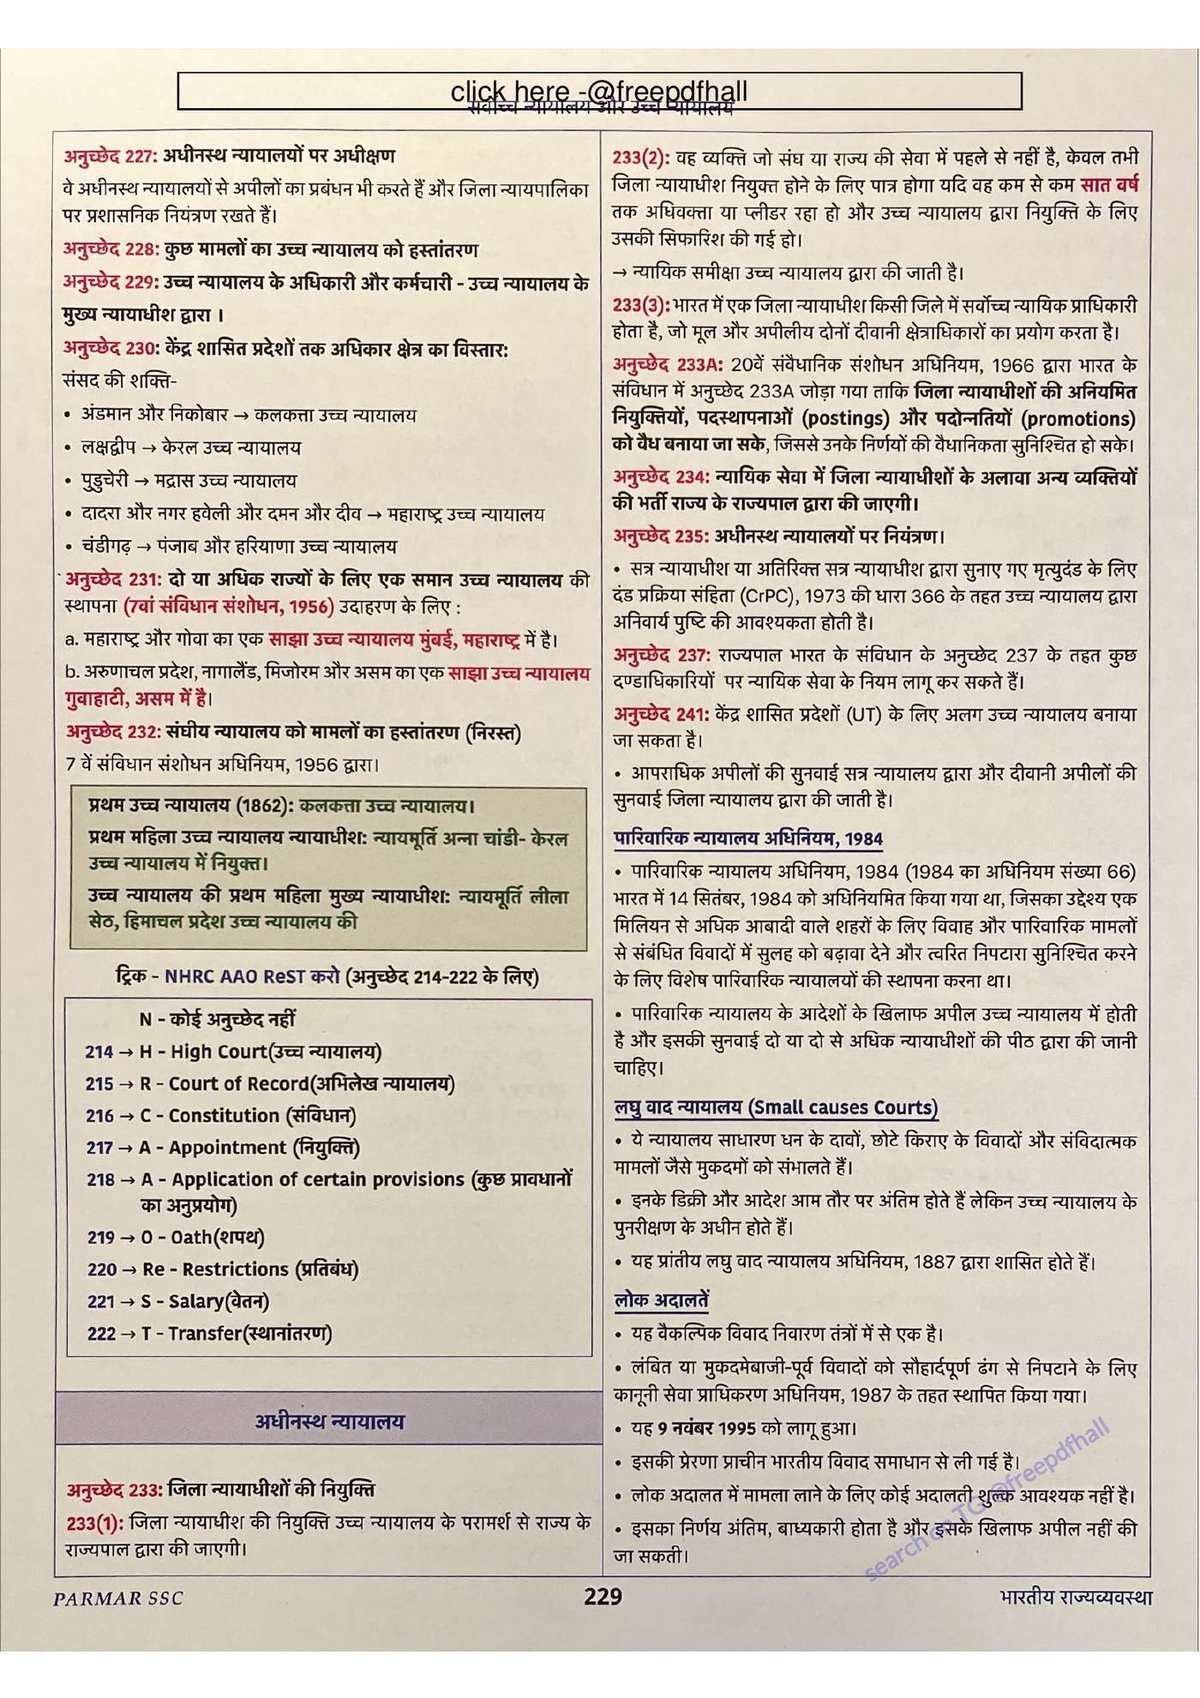 click here -@freepdfhall
सर्वोच्च न्यायालय और उच्च न्यायालय
अनुच्छेद 227: अधीनस्थ न्यायालयों पर अधीक्षण
वे अधीनस्थ न्यायालयों से अपीलों का प्रबंधन भी करते हैं और जिला न्यायपालिका
पर प्रशासनिक नियंत्रण रखते हैं।
अनुच्छेद 228: कुछ मामलों का उच्च न्यायालय को हस्तांतरण
अनुच्छेद 229: उच्च न्यायालय के अधिकारी और कर्मचारी - उच्च न्यायालय के
मुख्य न्यायाधीश द्वारा ।
अनुच्छेद 230: केंद्र शासित प्रदेशों तक अधिकार क्षेत्र का विस्तार:
संसद की शक्ति-
• अंडमान और निकोबार → कलकत्ता उच्च न्यायालय
• लक्षद्वीप → केरल उच्च न्यायालय
• पुडुचेरी → मद्रास उच्च न्यायालय
• दादरा और नगर हवेली और दमन और दीव → महाराष्ट्र उच्च न्यायालय
• चंडीगढ़ → पंजाब और हरियाणा उच्च न्यायालय
अनुच्छेद 231: दो या अधिक राज्यों के लिए एक समान उच्च न्यायालय की
स्थापना (7वां संविधान संशोधन, 1956) उदाहरण के लिए :
a. महाराष्ट्र और गोवा का एक साझा उच्च न्यायालय मुंबई, महाराष्ट्र में है।
b. अरुणाचल प्रदेश, नागालैंड, मिजोरम और असम का एक साझा उच्च न्यायालय
गुवाहाटी, असम में है।
अनुच्छेद 232: संघीय न्यायालय को मामलों का हस्तांतरण (निरस्त)
7 वें संविधान संशोधन अधिनियम, 1956 द्वारा।
प्रथम उच्च न्यायालय (1862): कलकत्ता उच्च न्यायालय।
प्रथम महिला उच्च न्यायालय न्यायाधीश: न्यायमूर्ति अन्ना चांडी- केरल
उच्च न्यायालय में नियुक्त।
उच्च न्यायालय की प्रथम महिला मुख्य न्यायाधीश: न्यायमूर्ति लीला
सेठ, हिमाचल प्रदेश उच्च न्यायालय की
ट्रिक - NHRC AAO ReST करो (अनुच्छेद 214-222 के लिए)
N - कोई अनुच्छेद नहीं
214 → H - High Court(उच्च न्यायालय)
215 → R - Court of Record(अभिलेख न्यायालय)
216 → C - Constitution (संविधान)
217 → A - Appointment (नियुक्ति)
218 → A - Application of certain provisions (कुछ प्रावधानों
का अनुप्रयोग)
219 → O - Oath(शपथ)
220 → Re - Restrictions (प्रतिबंध)
221 → S - Salary(वेतन)
222 → T - Transfer(स्थानांतरण)
अधीनस्थ न्यायालय
अनुच्छेद 233: जिला न्यायाधीशों की नियुक्ति
233(1): जिला न्यायाधीश की नियुक्ति उच्च न्यायालय के परामर्श से राज्य के
राज्यपाल द्वारा की जाएगी।
233(2): वह व्यक्ति जो संघ या राज्य की सेवा में पहले से नहीं है, केवल तभी
जिला न्यायाधीश नियुक्त होने के लिए पात्र होगा यदि वह कम से कम सात वर्ष
तक अधिवक्ता या प्लीडर रहा हो और उच्च न्यायालय द्वारा नियुक्ति के लिए
उसकी सिफारिश की गई हो।
→ न्यायिक समीक्षा उच्च न्यायालय द्वारा की जाती है।
233(3): भारत में एक जिला न्यायाधीश किसी जिले में सर्वोच्च न्यायिक प्राधिकारी
होता है, जो मूल और अपीलीय दोनों दीवानी क्षेत्राधिकारों का प्रयोग करता है।
अनुच्छेद 233A: 20वें संवैधानिक संशोधन अधिनियम, 1966 द्वारा भारत के
संविधान में अनुच्छेद 233A जोड़ा गया ताकि जिला न्यायाधीशों की अनियमित
नियुक्तियों, पदस्थापनाओं (postings) और पदोन्नतियों (promotions)
को वैध बनाया जा सके, जिससे उनके निर्णयों की वैधानिकता सुनिश्चित हो सके।
अनुच्छेद 234: न्यायिक सेवा में जिला न्यायाधीशों के अलावा अन्य व्यक्तियों
की भर्ती राज्य के राज्यपाल द्वारा की जाएगी।
अनुच्छेद 235: अधीनस्थ न्यायालयों पर नियंत्रण।
• सत्र न्यायाधीश या अतिरिक्त सत्र न्यायाधीश द्वारा सुनाए गए मृत्युदंड के लिए
दंड प्रक्रिया संहिता (CrPC), 1973 की धारा 366 के तहत उच्च न्यायालय द्वारा
अनिवार्य पुष्टि की आवश्यकता होती है।
अनुच्छेद 237: राज्यपाल भारत के संविधान के अनुच्छेद 237 के तहत कुछ
दण्डाधिकारियों पर न्यायिक सेवा के नियम लागू कर सकते हैं।
अनुच्छेद 241: केंद्र शासित प्रदेशों (UT) के लिए अलग उच्च न्यायालय बनाया
जा सकता है।
• आपराधिक अपीलों की सुनवाई सत्र न्यायालय द्वारा और दीवानी अपीलों की
सुनवाई जिला न्यायालय द्वारा की जाती है।
पारिवारिक न्यायालय अधिनियम, 1984
• पारिवारिक न्यायालय अधिनियम, 1984 (1984 का अधिनियम संख्या 66)
भारत में 14 सितंबर, 1984 को अधिनियमित किया गया था, जिसका उद्देश्य एक
मिलियन से अधिक आबादी वाले शहरों के लिए विवाह और पारिवारिक मामलों
से संबंधित विवादों में सुलह को बढ़ावा देने और त्वरित निपटारा सुनिश्चित करने
के लिए विशेष पारिवारिक न्यायालयों की स्थापना करना था।
• पारिवारिक न्यायालय के आदेशों के खिलाफ अपील उच्च न्यायालय में होती
है और इसकी सुनवाई दो या दो से अधिक न्यायाधीशों की पीठ द्वारा की जानी
चाहिए।
लघु वाद न्यायालय (Small causes Courts)
• ये न्यायालय साधारण धन के दावों, छोटे किराए के विवादों और संविदात्मक
मामलों जैसे मुकदमों को संभालते हैं।
• इनके डिक्री और आदेश आम तौर पर अंतिम होते हैं लेकिन उच्च न्यायालय के
पुनरीक्षण के अधीन होते हैं।
• यह प्रांतीय लघु वाद न्यायालय अधिनियम, 1887 द्वारा शासित होते हैं।
लोक अदालतें
• यह वैकल्पिक विवाद निवारण तंत्रों में से एक है।
• लंबित या मुकदमेबाजी-पूर्व विवादों को सौहार्दपूर्ण ढंग से निपटाने के लिए
कानूनी सेवा प्राधिकरण अधिनियम, 1987 के तहत स्थापित किया गया।
• यह 9 नवंबर 1995 को लागू हुआ।
• इसकी प्रेरणा प्राचीन भारतीय विवाद समाधान से ली गई है।
• लोक अदालत में मामला लाने के लिए कोई अदालती शुल्क आवश्यक नहीं है।
• इसका निर्णय अंतिम, बाध्यकारी होता है और इसके खिलाफ अपील नहीं की
जा सकती।
search on TG @freepdfhall
PARMAR SSC
229
भारतीय राज्यव्यवस्था